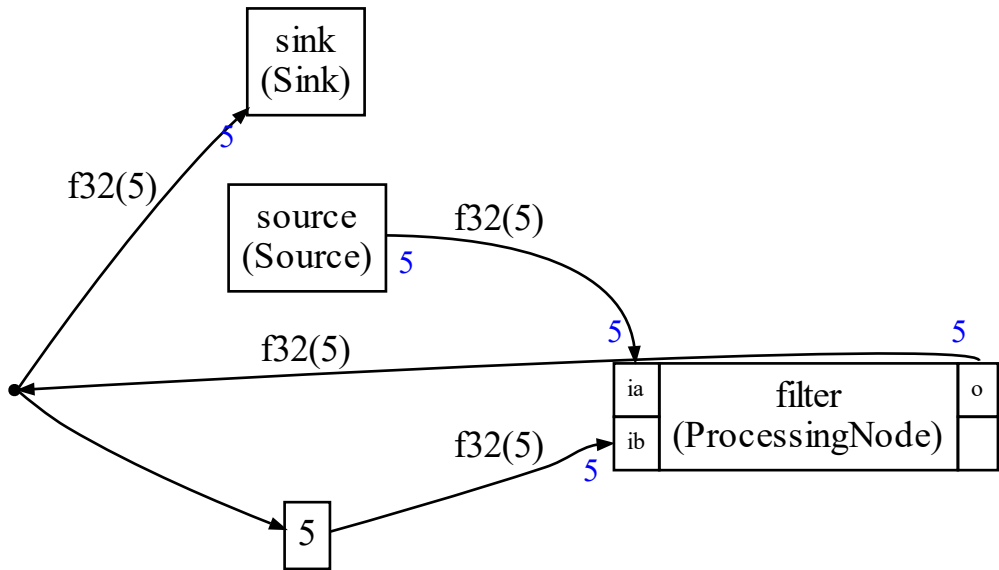 sink
(Sink)
5
f32(5)
source
(Source)
5
f32(5)
5
5
f32(5)
ia
filter
(ProcessingNode)
o
ib
f32(5)
5
5